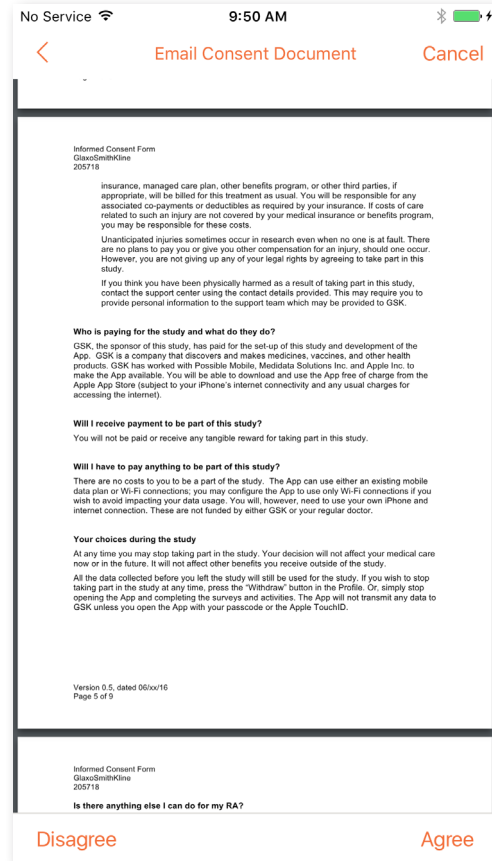 No Service 9:50 AM
Email Consent Document
Cancel
Informed Consent Form
GlaxoSmithKline
205718
insurance, managed care plan, other benefits program, or other third parties, if
appropriate, will be billed for this treatment as usual. You will be responsible for any
associated co-payments or deductibles as required by your insurance. If costs of care
related to such an injury are not covered by your medical insurance or benefits program,
you may be responsible for these costs.
Unanticipated injuries sometimes occur in research even when no one is at fault. There
are no plans to pay you or give you other compensation for an injury, should one occur.
However, you are not giving up any of your legal rights by agreeing to take part in this
study.
If you think you have been physically harmed as a result of taking part in this study,
contact the support center using the contact details provided. This may require you to
provide personal information to the support team which may be provided to GSK.
Who is paying for the study and what do they do?
GSK, the sponsor of this study, has paid for the set-up of this study and development of the
App. GSK is a company that discovers and makes medicines, vaccines, and other health
products. GSK has worked with Possible Mobile, Medidata Solutions Inc. and Apple Inc. to
make the App available. You will be able to download and use the App free of charge from the
Apple App Store (subject to your iPhone's internet connectivity and any usual charges for
accessing the internet).
Will I receive payment to be part of this study?
You will not be paid or receive any tangible reward for taking part in this study.
Will I have to pay anything to be part of this study?
There are no costs to you to be a part of the study. The App can use either an existing mobile
data plan or Wi-Fi connections; you may configure the App to use only Wi-Fi connections if you
wish to avoid impacting your data usage. You will, however, need to use your own iPhone and
internet connection. These are not funded by either GSK or your regular doctor.
Your choices during the study
At any time you may stop taking part in the study. Your decision will not affect your medical care
now or in the future. It will not affect other benefits you receive outside of the study.
All the data collected before you left the study will still be used for the study. If you wish to stop
taking part in the study at any time, press the "Withdraw" button in the Profile. Or, simply stop
opening the App and completing the surveys and activities. The App will not transmit any data to
GSK unless you open the App with your passcode or the Apple TouchID.
Version 0.5, dated 06/xx/16
Page 5 of 9
Informed Consent Form
GlaxoSmithKline
205718
Is there anything else I can do for my RA?
Disagree
Agree